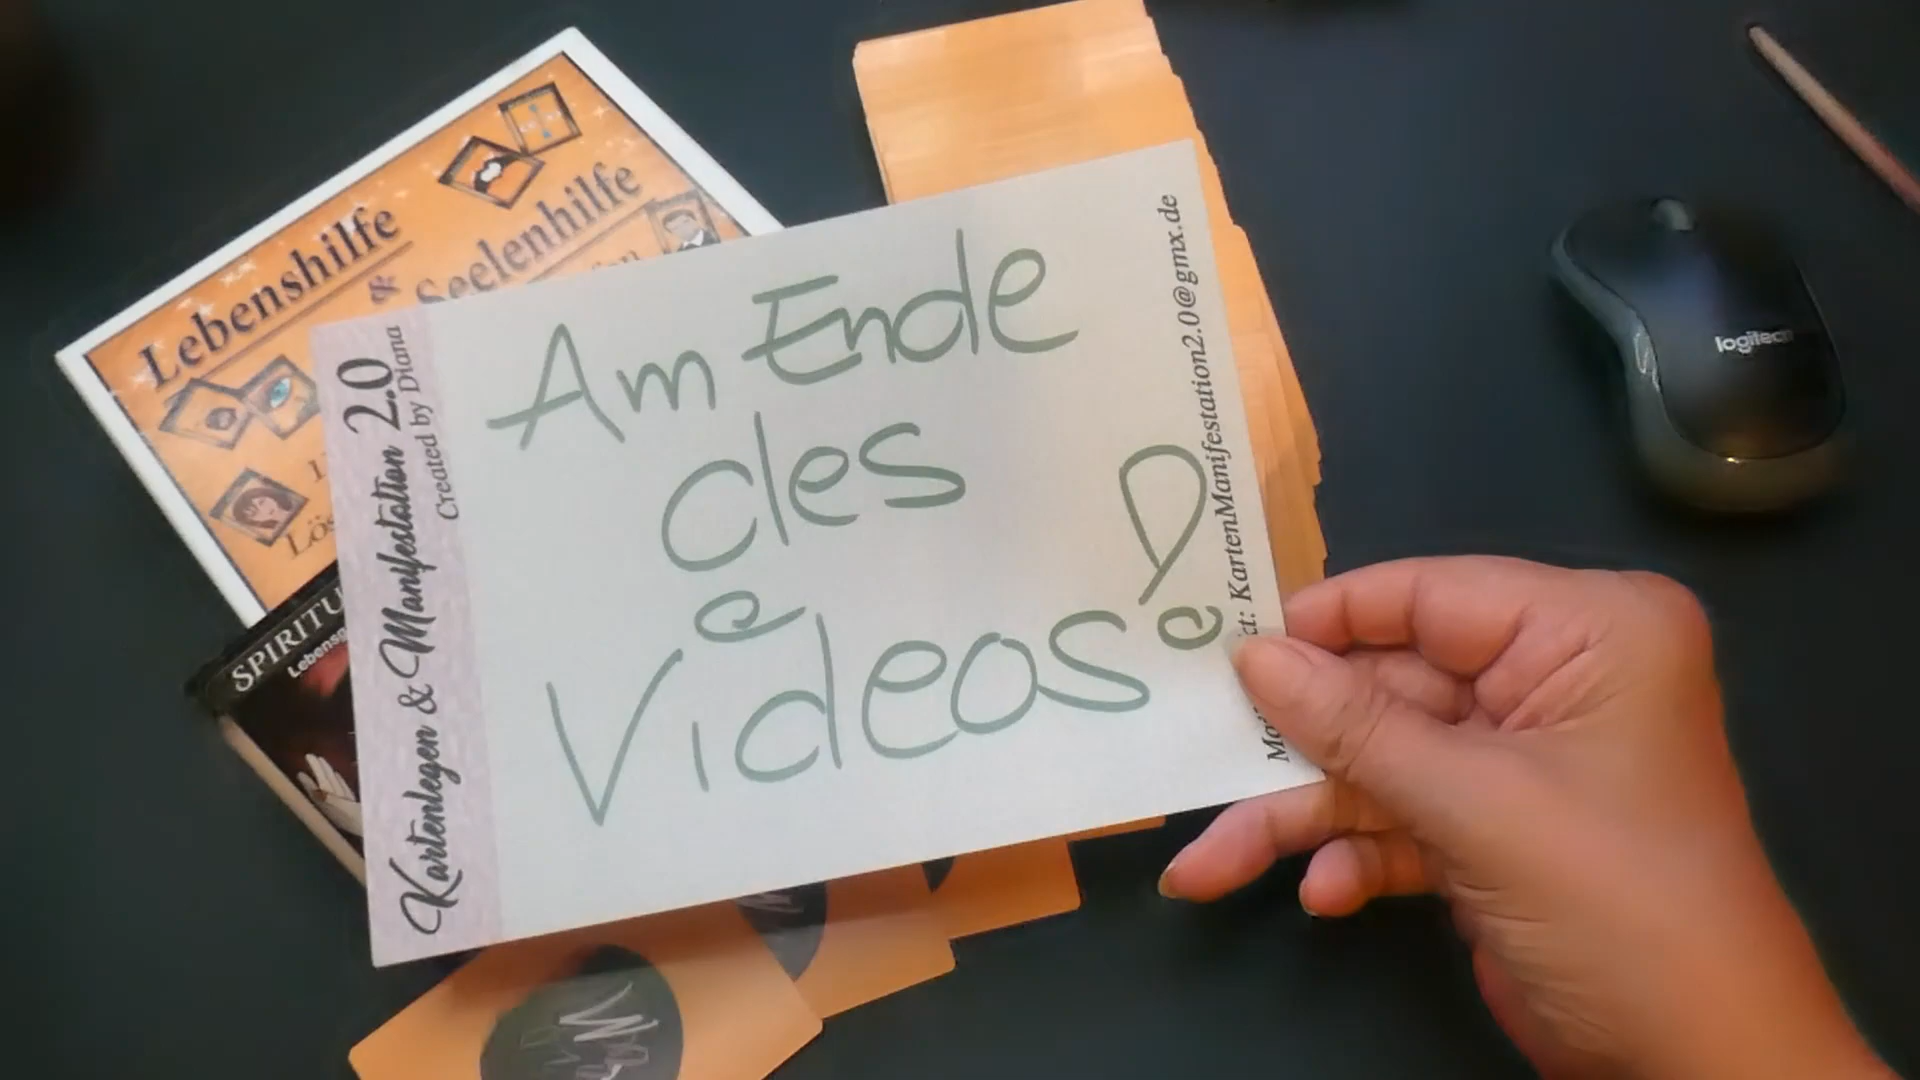 Lebenshilfe
&
Seelenhilfe
SPIRITU
Kartenlegen & Manifestation 2.0
Created by Diana
Am Ende
des
Videos!
KartenManifestation2.0@gmx.de
logitech